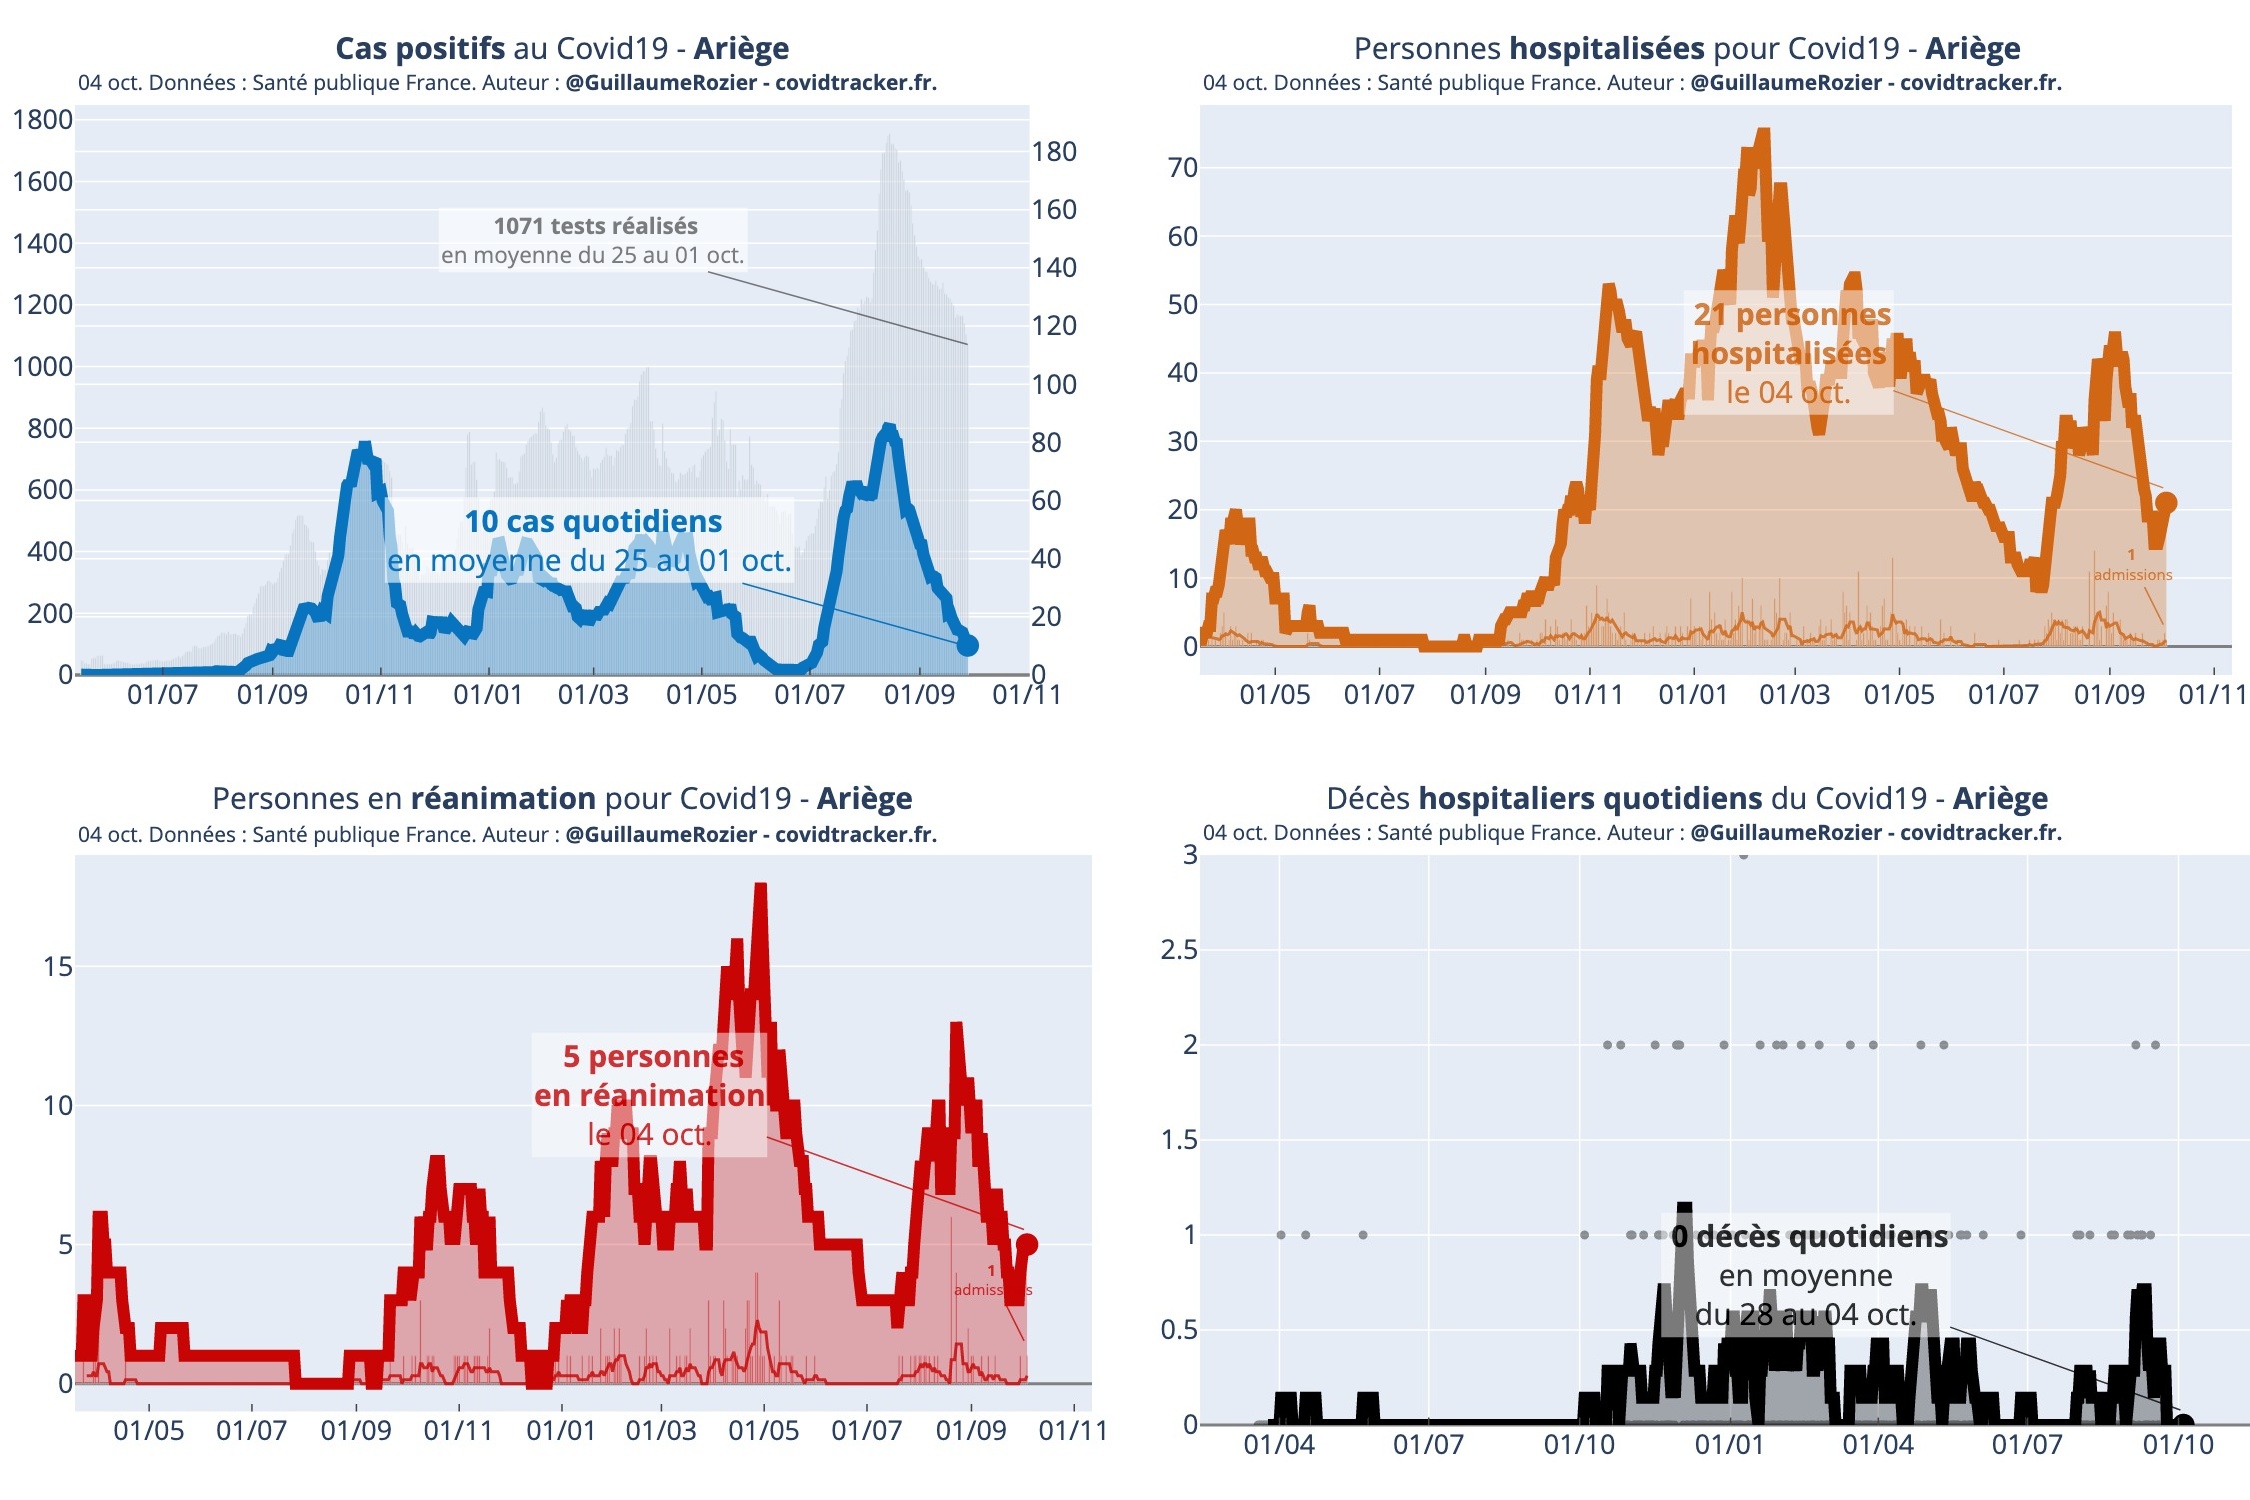 Cas positifs au Covid19 - Ariège
04 oct. Données : Santé publique France. Auteur : @GuillaumeRozier - covidtracker.fr.
1800
1600
1400
1200
1000
800
600
400
200
0
180
160
140
120
100
80
60
40
20
0
1071 tests réalisés
en moyenne du 25 au 01 oct.
10 cas quotidiens
en moyenne du 25 au 01 oct.
01/07 01/09 01/11 01/01 01/03 01/05 01/07 01/09 01/11
Personnes hospitalisées pour Covid19 - Ariège
04 oct. Données : Santé publique France. Auteur : @GuillaumeRozier - covidtracker.fr.
70
60
50
40
30
20
10
0
21 personnes
hospitalisées
le 04 oct.
1
admissions
01/05 01/07 01/09 01/11 01/01 01/03 01/05 01/07 01/09 01/11
Personnes en réanimation pour Covid19 - Ariège
04 oct. Données : Santé publique France. Auteur : @GuillaumeRozier - covidtracker.fr.
15
10
5
0
5 personnes
en réanimation
le 04 oct.
1
admissions
01/05 01/07 01/09 01/11 01/01 01/03 01/05 01/07 01/09 01/11
Décès hospitaliers quotidiens du Covid19 - Ariège
04 oct. Données : Santé publique France. Auteur : @GuillaumeRozier - covidtracker.fr.
3
2.5
2
1.5
1
0.5
0
0 décès quotidiens
en moyenne
du 28 au 04 oct.
01/04 01/07 01/10 01/01 01/04 01/07 01/10